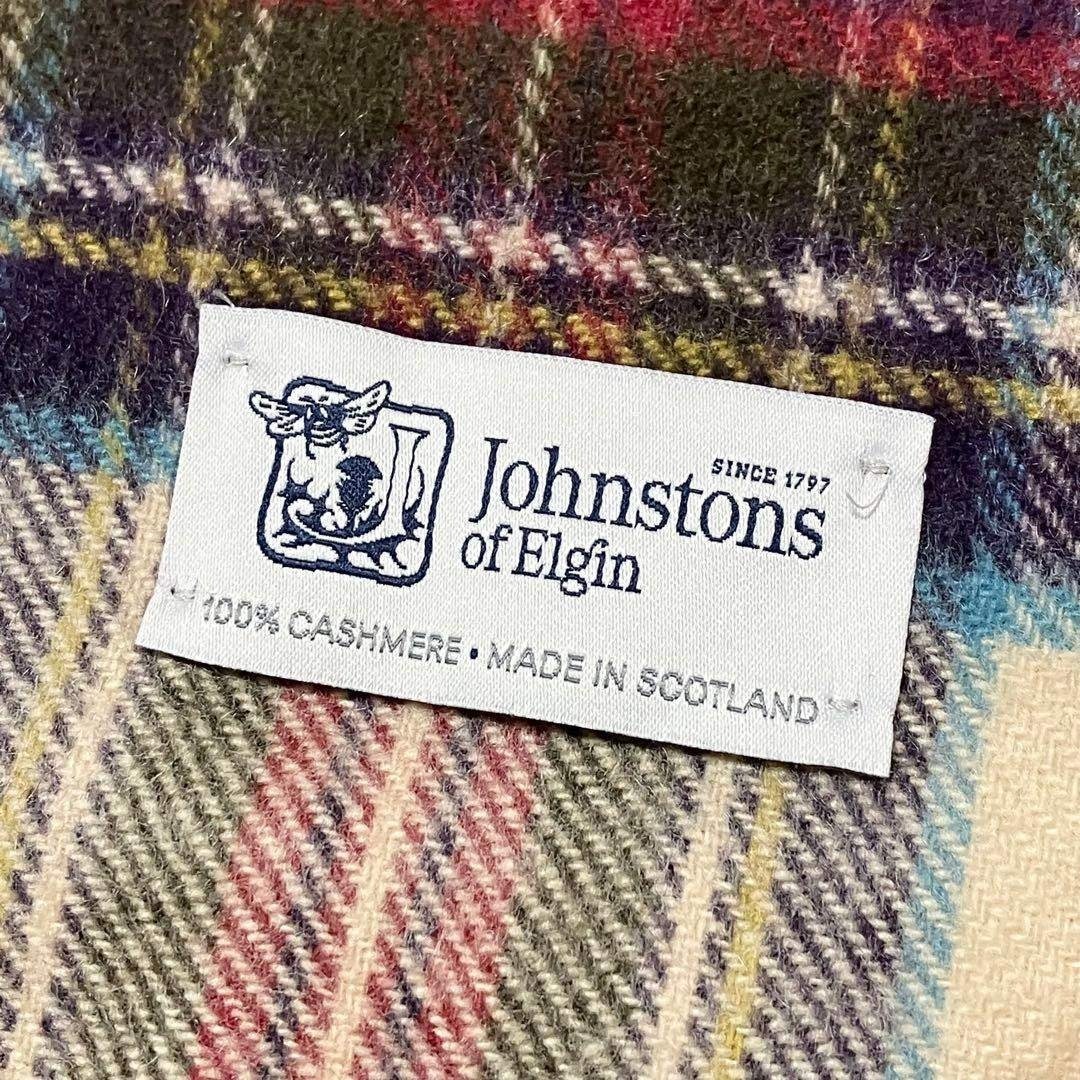 SINCE 1797
Johnstons
of Elgin
100% CASHMERE • MADE IN SCOTLAND